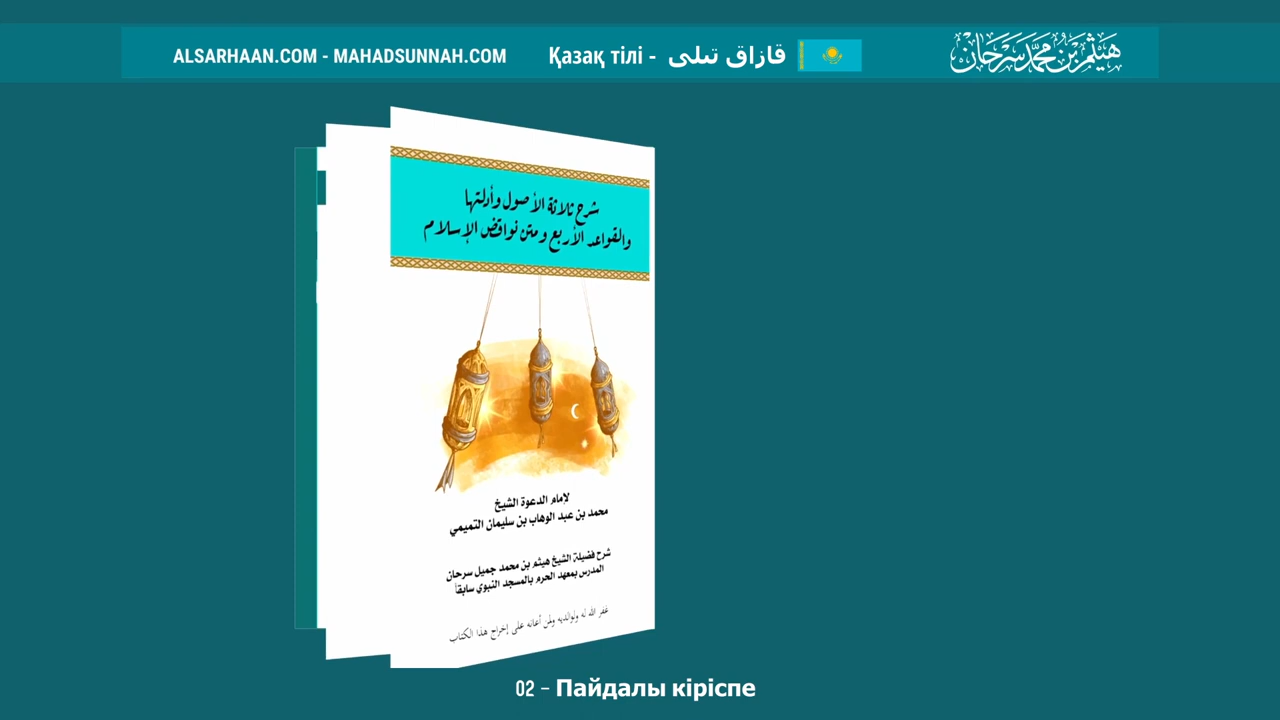 ALSARHAAN.COM - MAHADSUNNAH.COM
Қазақ тілі - قازاق تىلى
هيثم بن محمد سرحان
شرح ثلاثة الأصول وأدلتها
والقواعد الأربع ومتن نواقض الإسلام
لإمام الدعوة الشيخ
محمد بن عبد الوهاب بن سليمان التميمي
شرح فضيلة الشيخ هيثم بن محمد جميل سرحان
المدرس بمعهد الحرم بالمسجد النبوي سابقاً
غفر الله له ولوالديه ولمن أعانه على إخراج هذا الكتاب
02 - Пайдалы кіріспе